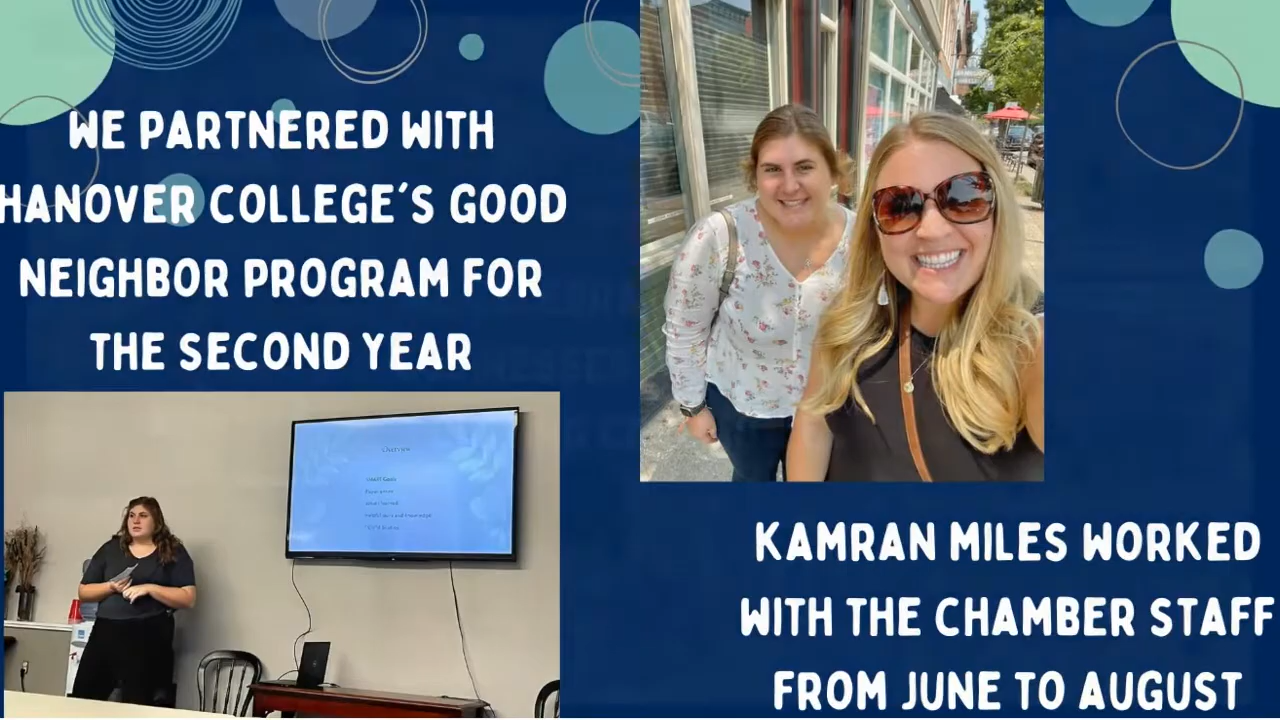 WE PARTNERED WITH
HANOVER COLLEGE'S GOOD
NEIGHBOR PROGRAM FOR
THE SECOND YEAR
Overview
KAMRAN MILES WORKED
WITH THE CHAMBER STAFF
FROM JUNE TO AUGUST